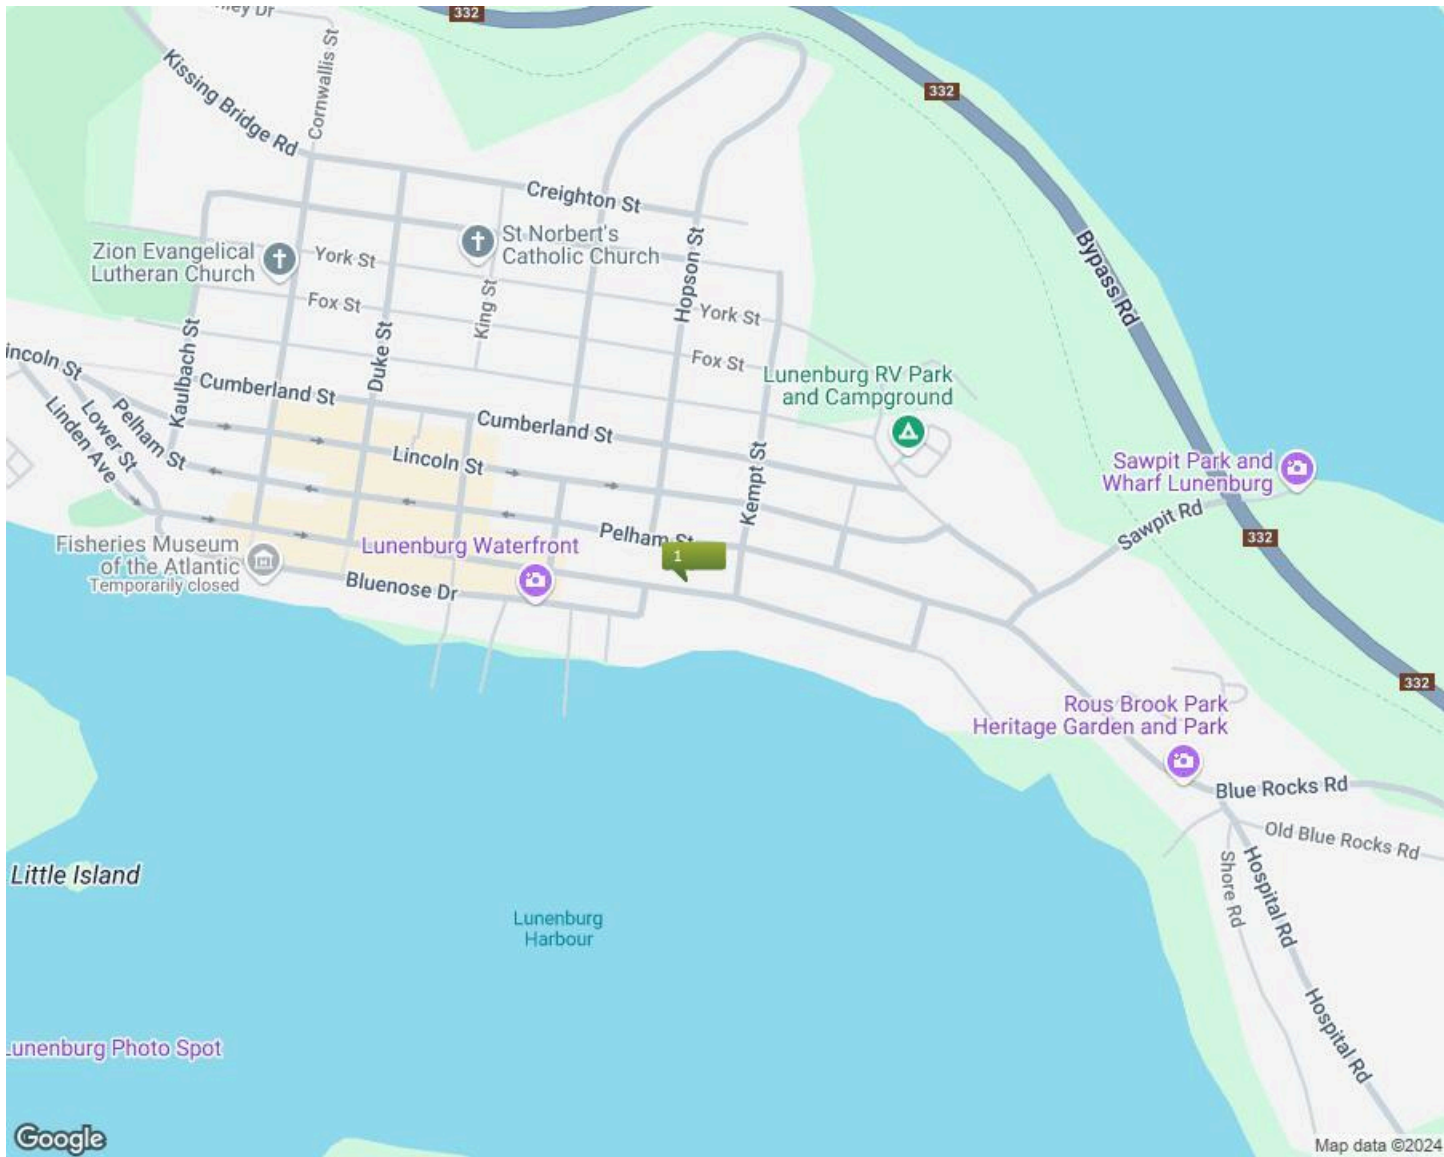 332
Kissing Bridge Rd
Cornwallis St
332
Creighton St
Zion Evangelical
Lutheran Church
York St
St Norbert's
Catholic Church
Hopson St
Bypass Rd
Fox St
King St
York St
Kaulbach St
Duke St
Fox St
Lincoln St
Cumberland St
Lunenburg RV Park
and Campground
Linden Ave
Lower St
Pelham St
Cumberland St
Lincoln St
Kempt St
Sawpit Park and
Wharf Lunenburg
Sawpit Rd
332
Pelham St
1
Fisheries Museum
of the Atlantic
Temporarily closed
Lunenburg Waterfront
Bluenose Dr
332
Rous Brook Park
Heritage Garden and Park
Blue Rocks Rd
Old Blue Rocks Rd
Shore Rd
Hospital Rd
Little Island
Lunenburg
Harbour
Hospital Rd
Lunenburg Photo Spot
Google
Map data ©2024